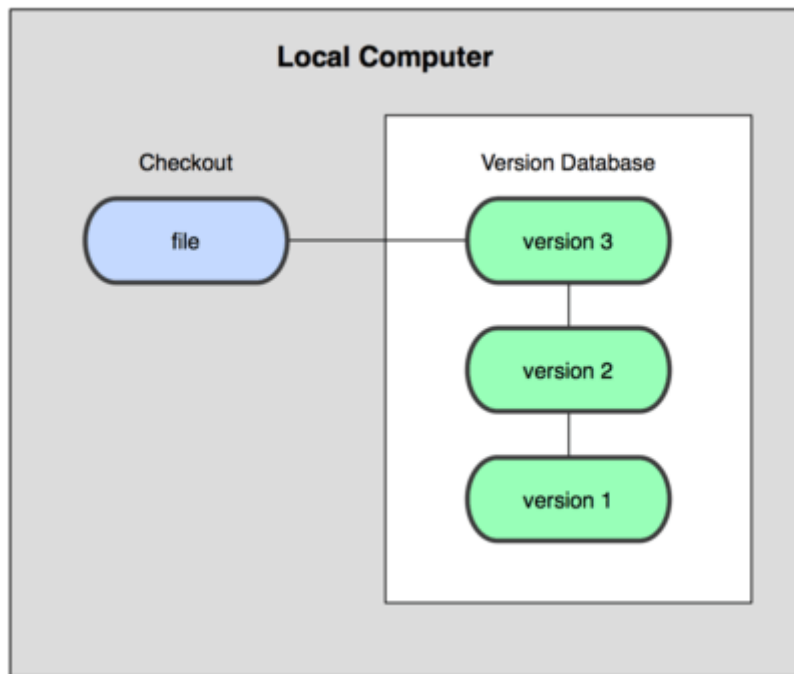 Local Computer
Checkout
Version Database
file
version 3
version 2
version 1